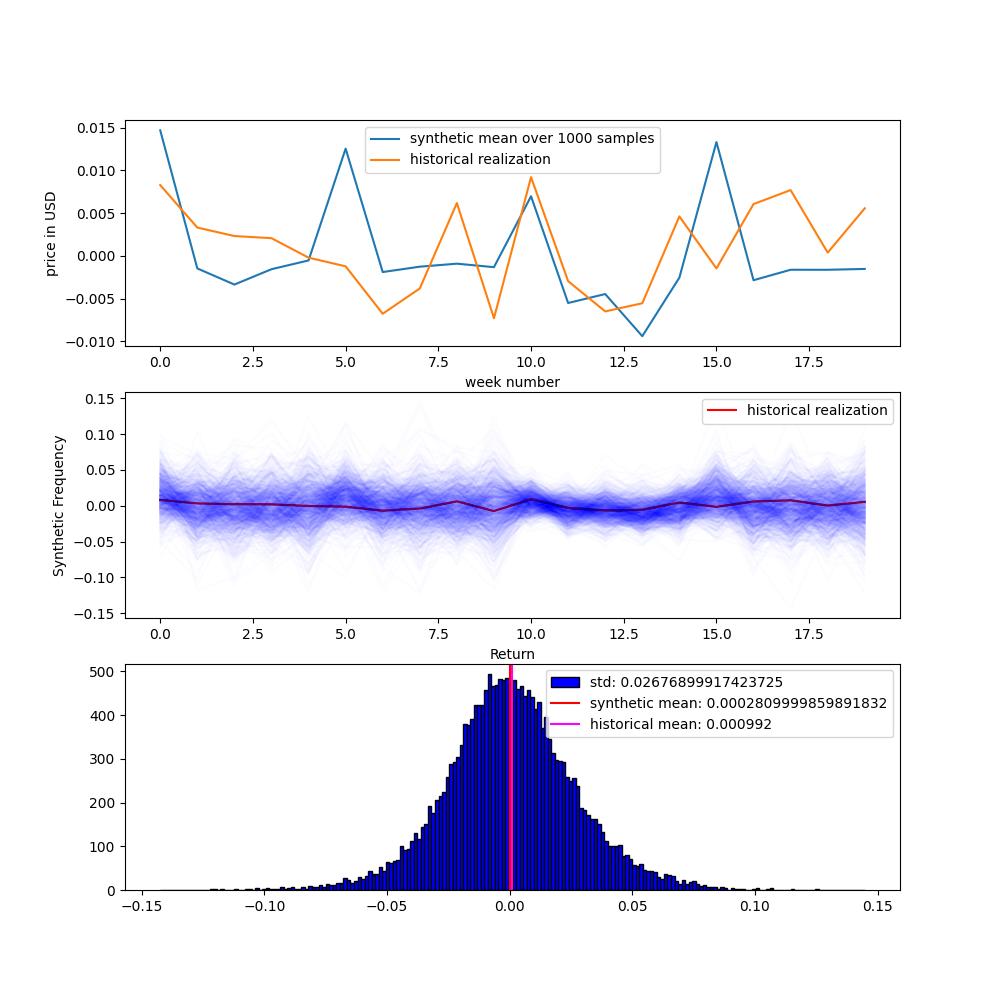 synthetic mean over 1000 samples
historical realization
0.015
0.010
0.005
0.000
−0.005
−0.010
price in USD
0.0 2.5 5.0 7.5 10.0 12.5 15.0 17.5
week number
historical realization
0.15
0.10
0.05
0.00
−0.05
−0.10
−0.15
Synthetic Frequency
0.0 2.5 5.0 7.5 10.0 12.5 15.0 17.5
Return
std: 0.02676899917423725
synthetic mean: 0.0002809999859891832
historical mean: 0.000992
500
400
300
200
100
0
−0.15 −0.10 −0.05 0.00 0.05 0.10 0.15